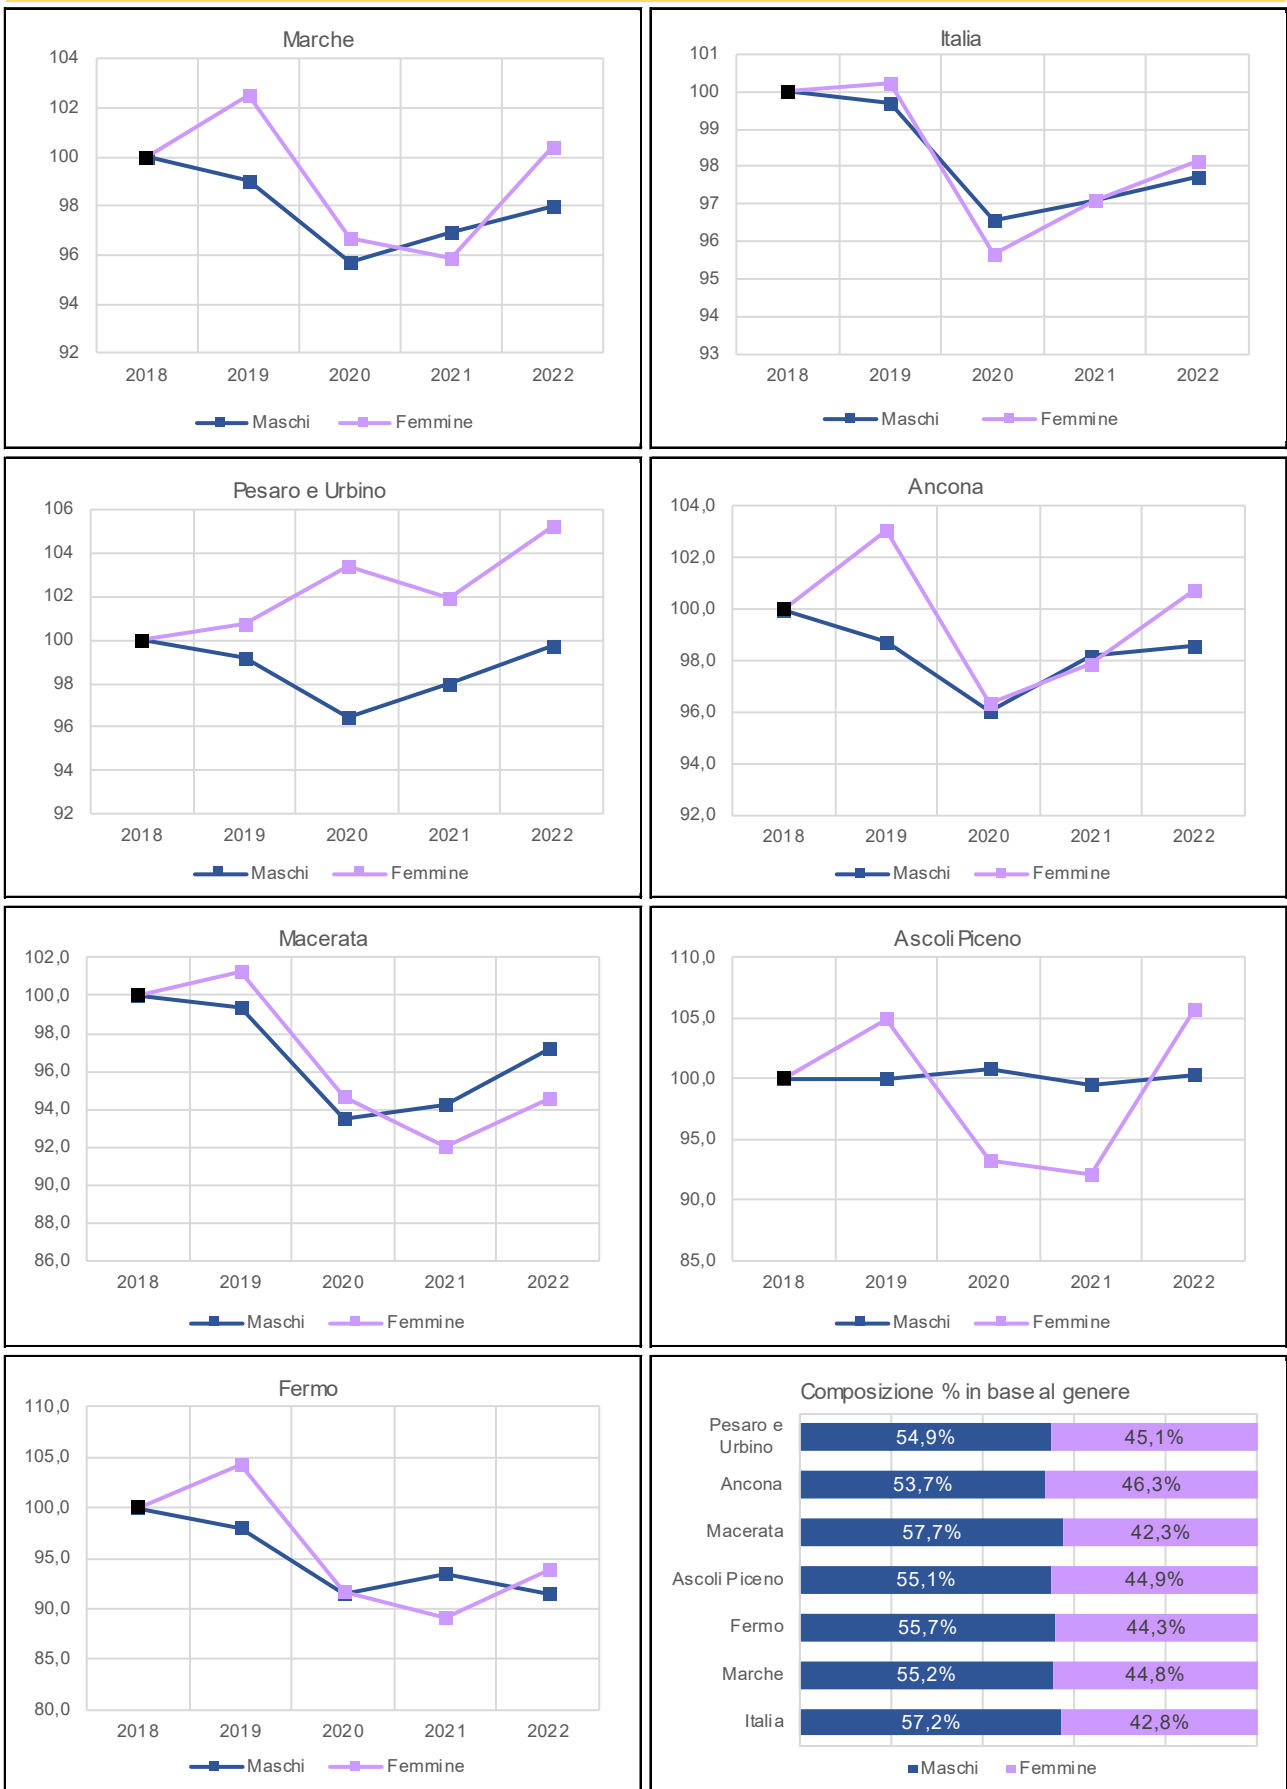 Marche
104
102
100
98
96
94
92
2018 2019 2020 2021 2022
Maschi Femmine
Italia
101
100
99
98
97
96
95
94
93
2018 2019 2020 2021 2022
Maschi Femmine
Pesaro e Urbino
106
104
102
100
98
96
94
92
2018 2019 2020 2021 2022
Maschi Femmine
Ancona
104,0
102,0
100,0
98,0
96,0
94,0
92,0
2018 2019 2020 2021 2022
Maschi Femmine
Macerata
102,0
100,0
98,0
96,0
94,0
92,0
90,0
88,0
86,0
2018 2019 2020 2021 2022
Maschi Femmine
Ascoli Piceno
110,0
105,0
100,0
95,0
90,0
85,0
2018 2019 2020 2021 2022
Maschi Femmine
Fermo
110,0
105,0
100,0
95,0
90,0
85,0
80,0
2018 2019 2020 2021 2022
Maschi Femmine
Composizione % in base al genere
Pesaro e
Urbino
54,9% 45,1%
Ancona 53,7% 46,3%
Macerata 57,7% 42,3%
Ascoli Piceno 55,1% 44,9%
Fermo 55,7% 44,3%
Marche 55,2% 44,8%
Italia 57,2% 42,8%
Maschi Femmine